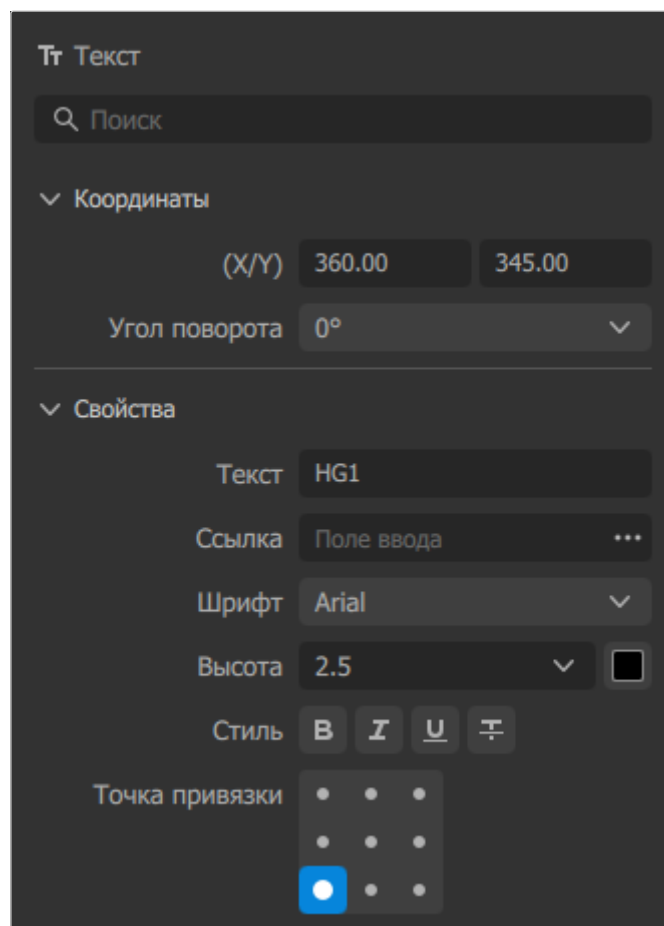 Тт Текст
Поиск
Координаты
(X/Y) 360.00 345.00
Угол поворота 0°
Свойства
Текст HG1
Ссылка Поле ввода ...
Шрифт Arial
Высота 2.5
Стиль B I U T
Точка привязки